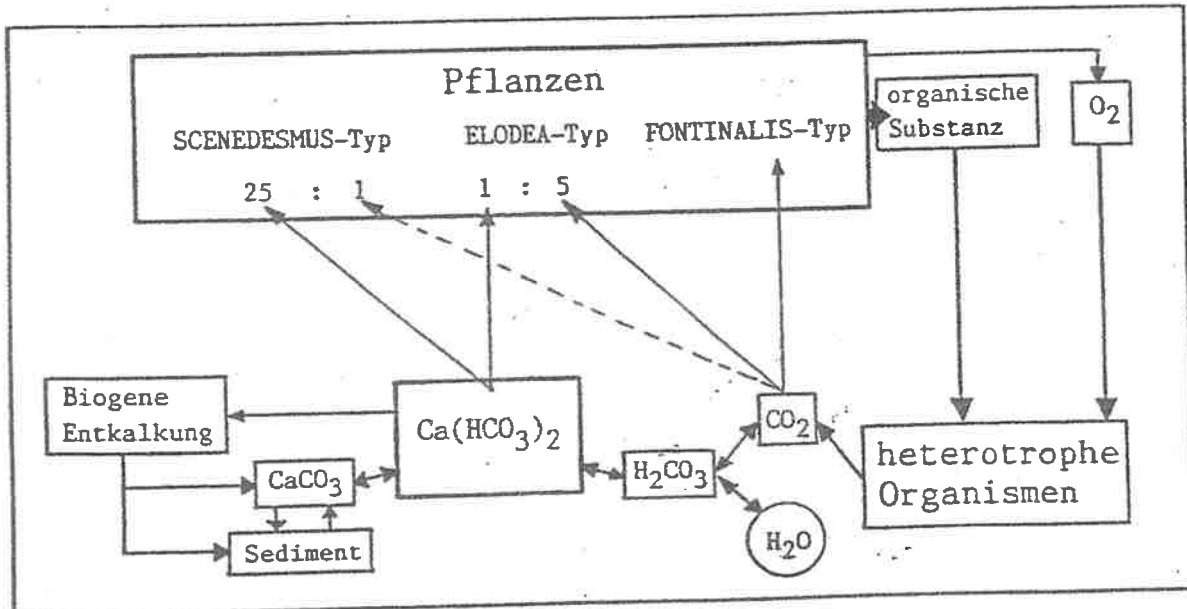 Pflanzen
SCENEDESMUS-Typ
ELODEA-Typ
FONTINALIS-Typ
25 : 1
1 : 5
organische
Substanz
O₂
Biogene
Entkalkung
Ca(HCO₃)₂
CaCO₃
Sediment
H₂CO₃
CO₂
H₂O
heterotrophe
Organismen